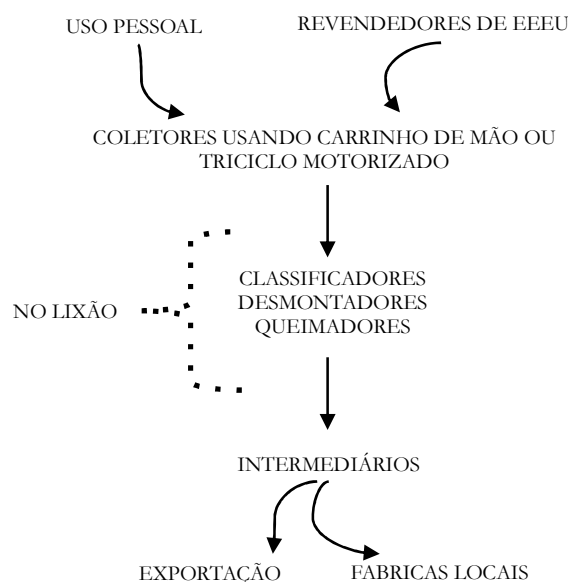 USO PESSOAL
REVENDEDORES DE EEEU
COLETORES USANDO CARRINHO DE MÃO OU
TRICICLO MOTORIZADO
CLASSIFICADORES
DESMONTADORES
QUEIMADORES
NO LIXÃO
INTERMEDIÁRIOS
EXPORTAÇÃO
FABRICAS LOCAIS